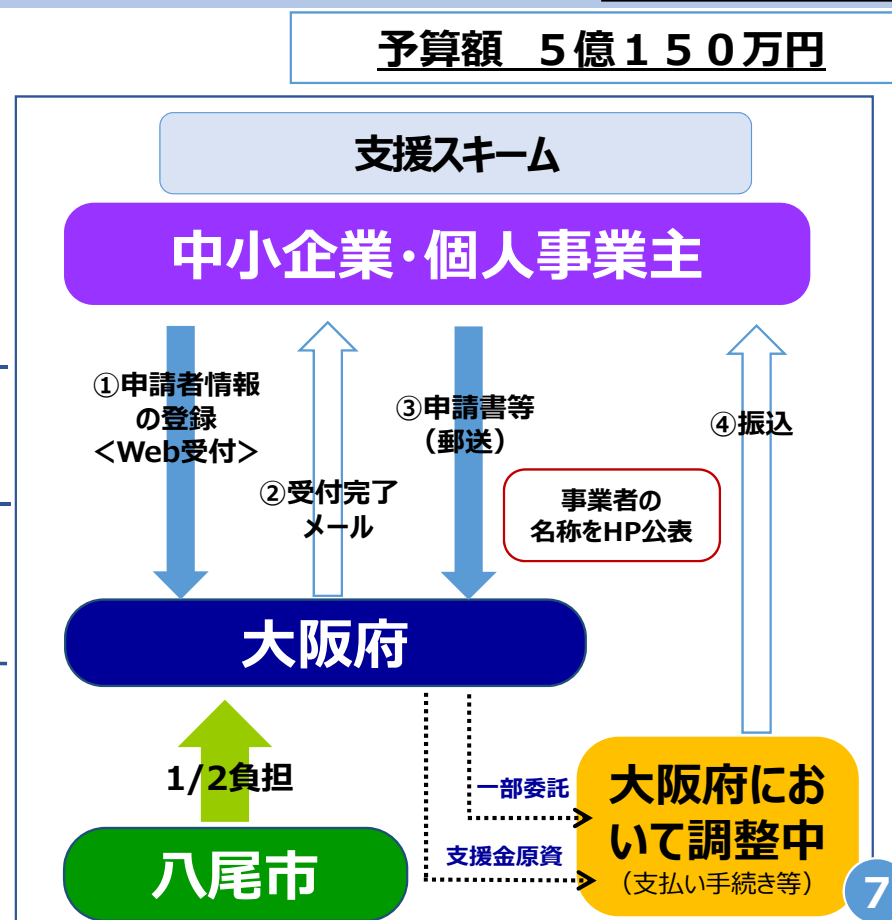 予算額　５億１５０万円
支援スキーム
中小企業・個人事業主
①申請者情報
の登録
＜Web受付＞
②受付完了
メール
③申請書等
（郵送）
④振込
事業者の
名称をHP公表
大阪府
1/2負担
一部委託
支援金原資
八尾市
大阪府にお
いて調整中
（支払い手続き等）
7